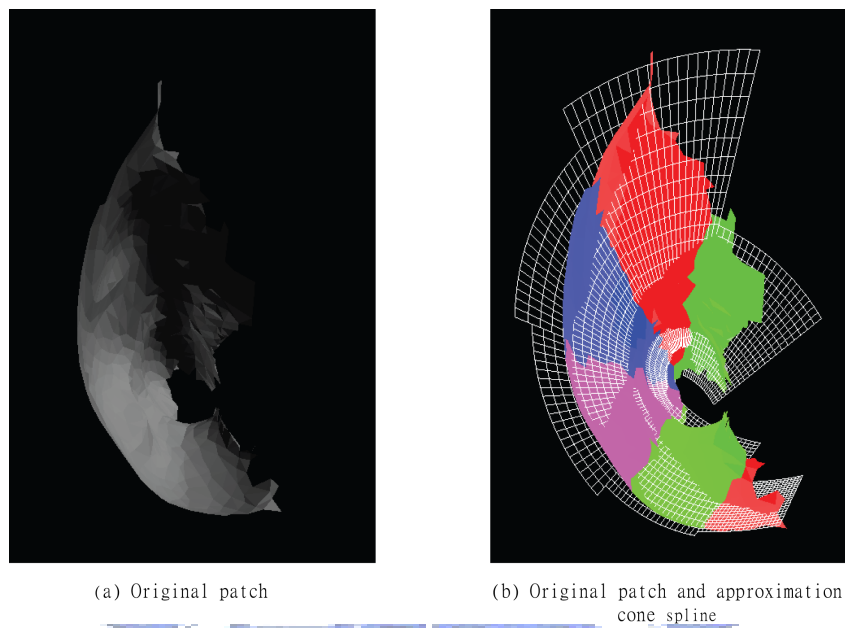 (a) Original patch
(b) Original patch and approximation
cone spline